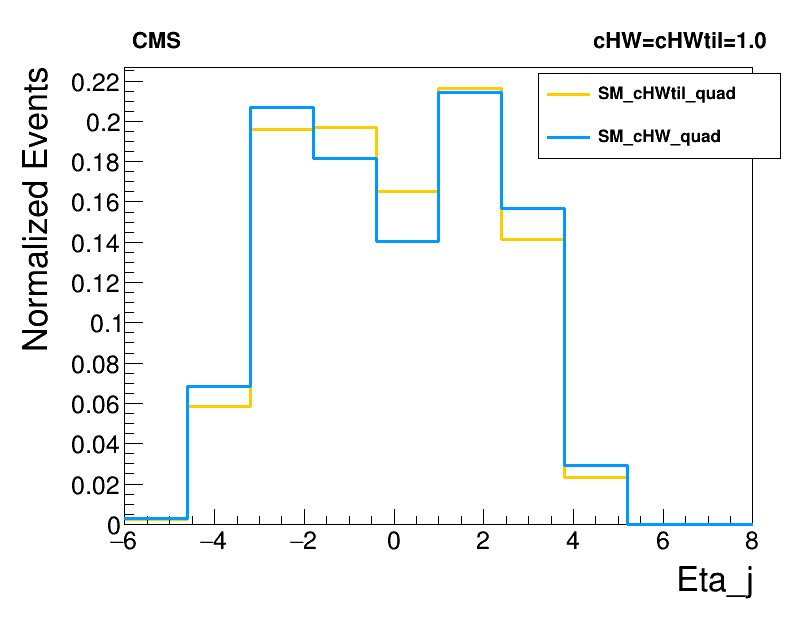 CMS
cHW=cHWtil=1.0
Normalized Events
0.22
0.2
0.18
0.16
0.14
0.12
0.1
0.08
0.06
0.04
0.02
0
SM_cHWtil_quad
SM_cHW_quad
−6 −4 −2 0 2 4 6 8
Eta_j